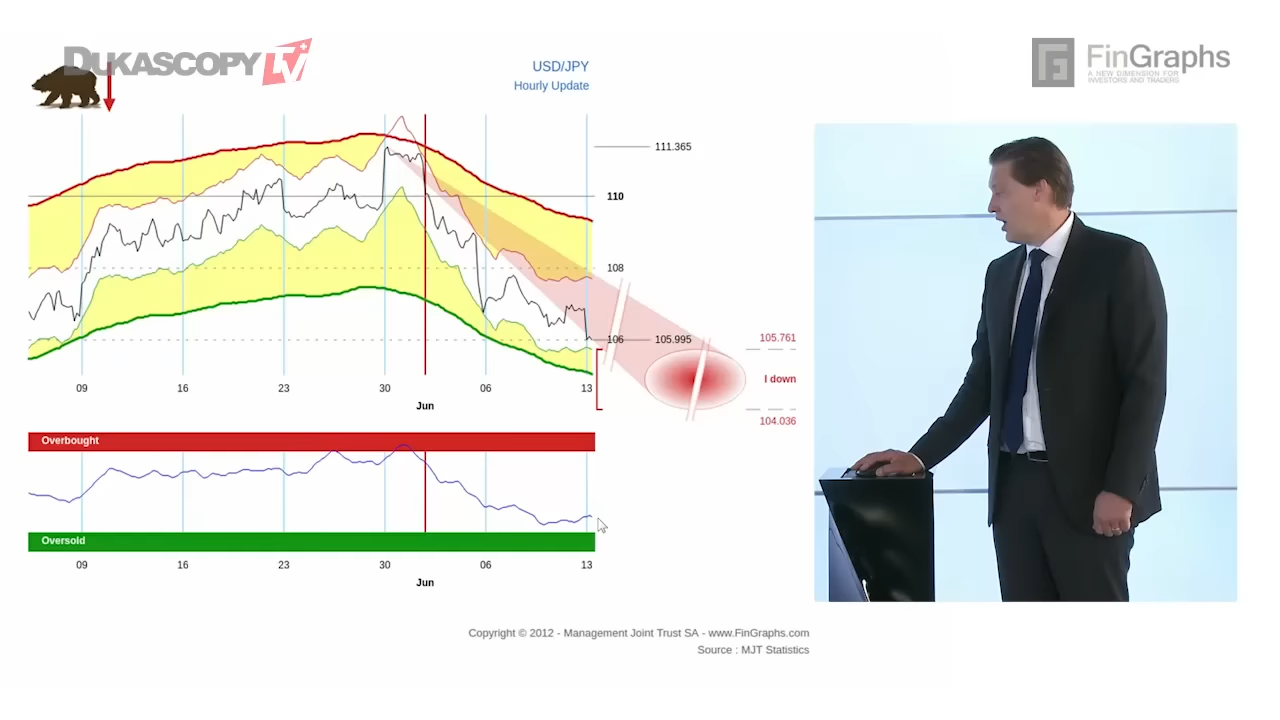 DUKASCOPY TV
FinGraphs
A NEW DIMENSION FOR
INVESTORS AND TRADERS
USD/JPY
Hourly Update
111.365
110
108
106
105.995
105.761
I down
104.036
09 16 23 30 06 13
Jun
Overbought
Oversold
09 16 23 30 06 13
Jun
Copyright © 2012 - Management Joint Trust SA - www.FinGraphs.com
Source : MJT Statistics